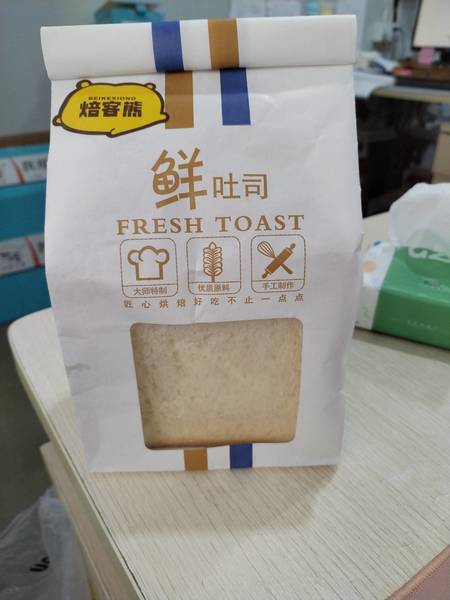 BEIKEXIONG
焙客熊
鲜吐司
FRESH TOAST
大师特制
优质原料
手工制作
匠心烘焙好吃不止一点点